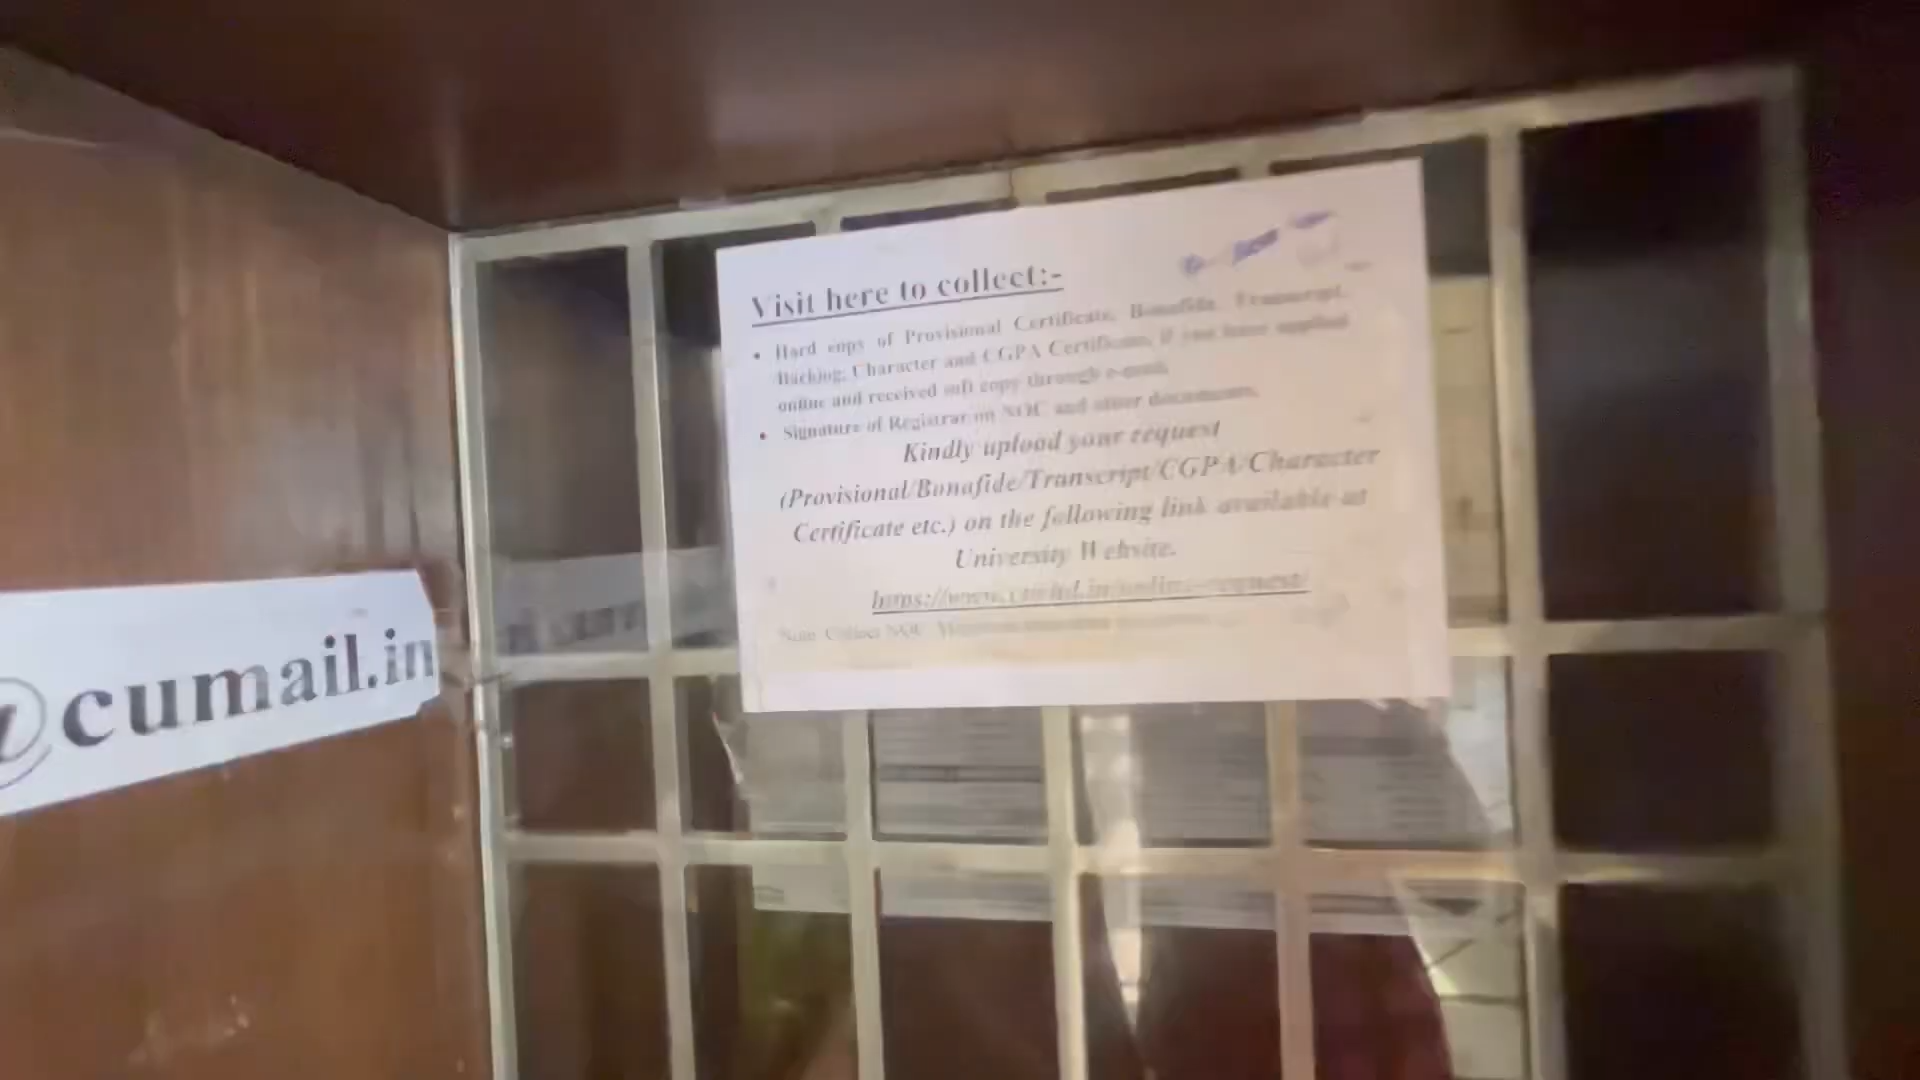 Visit here to collect:-
• Hard copy of Provisional Certificate, Bonafide, Transcript,
Backlog, Character and CGPA Certificate, if you have applied
online and received soft copy through e-mail.
• Signature of Registrar on NOC and other documents.
Kindly upload your request
(Provisional/Bonafide/Transcript/CGPA/Character
Certificate etc.) on the following link available at
University Website.
@cumail.in